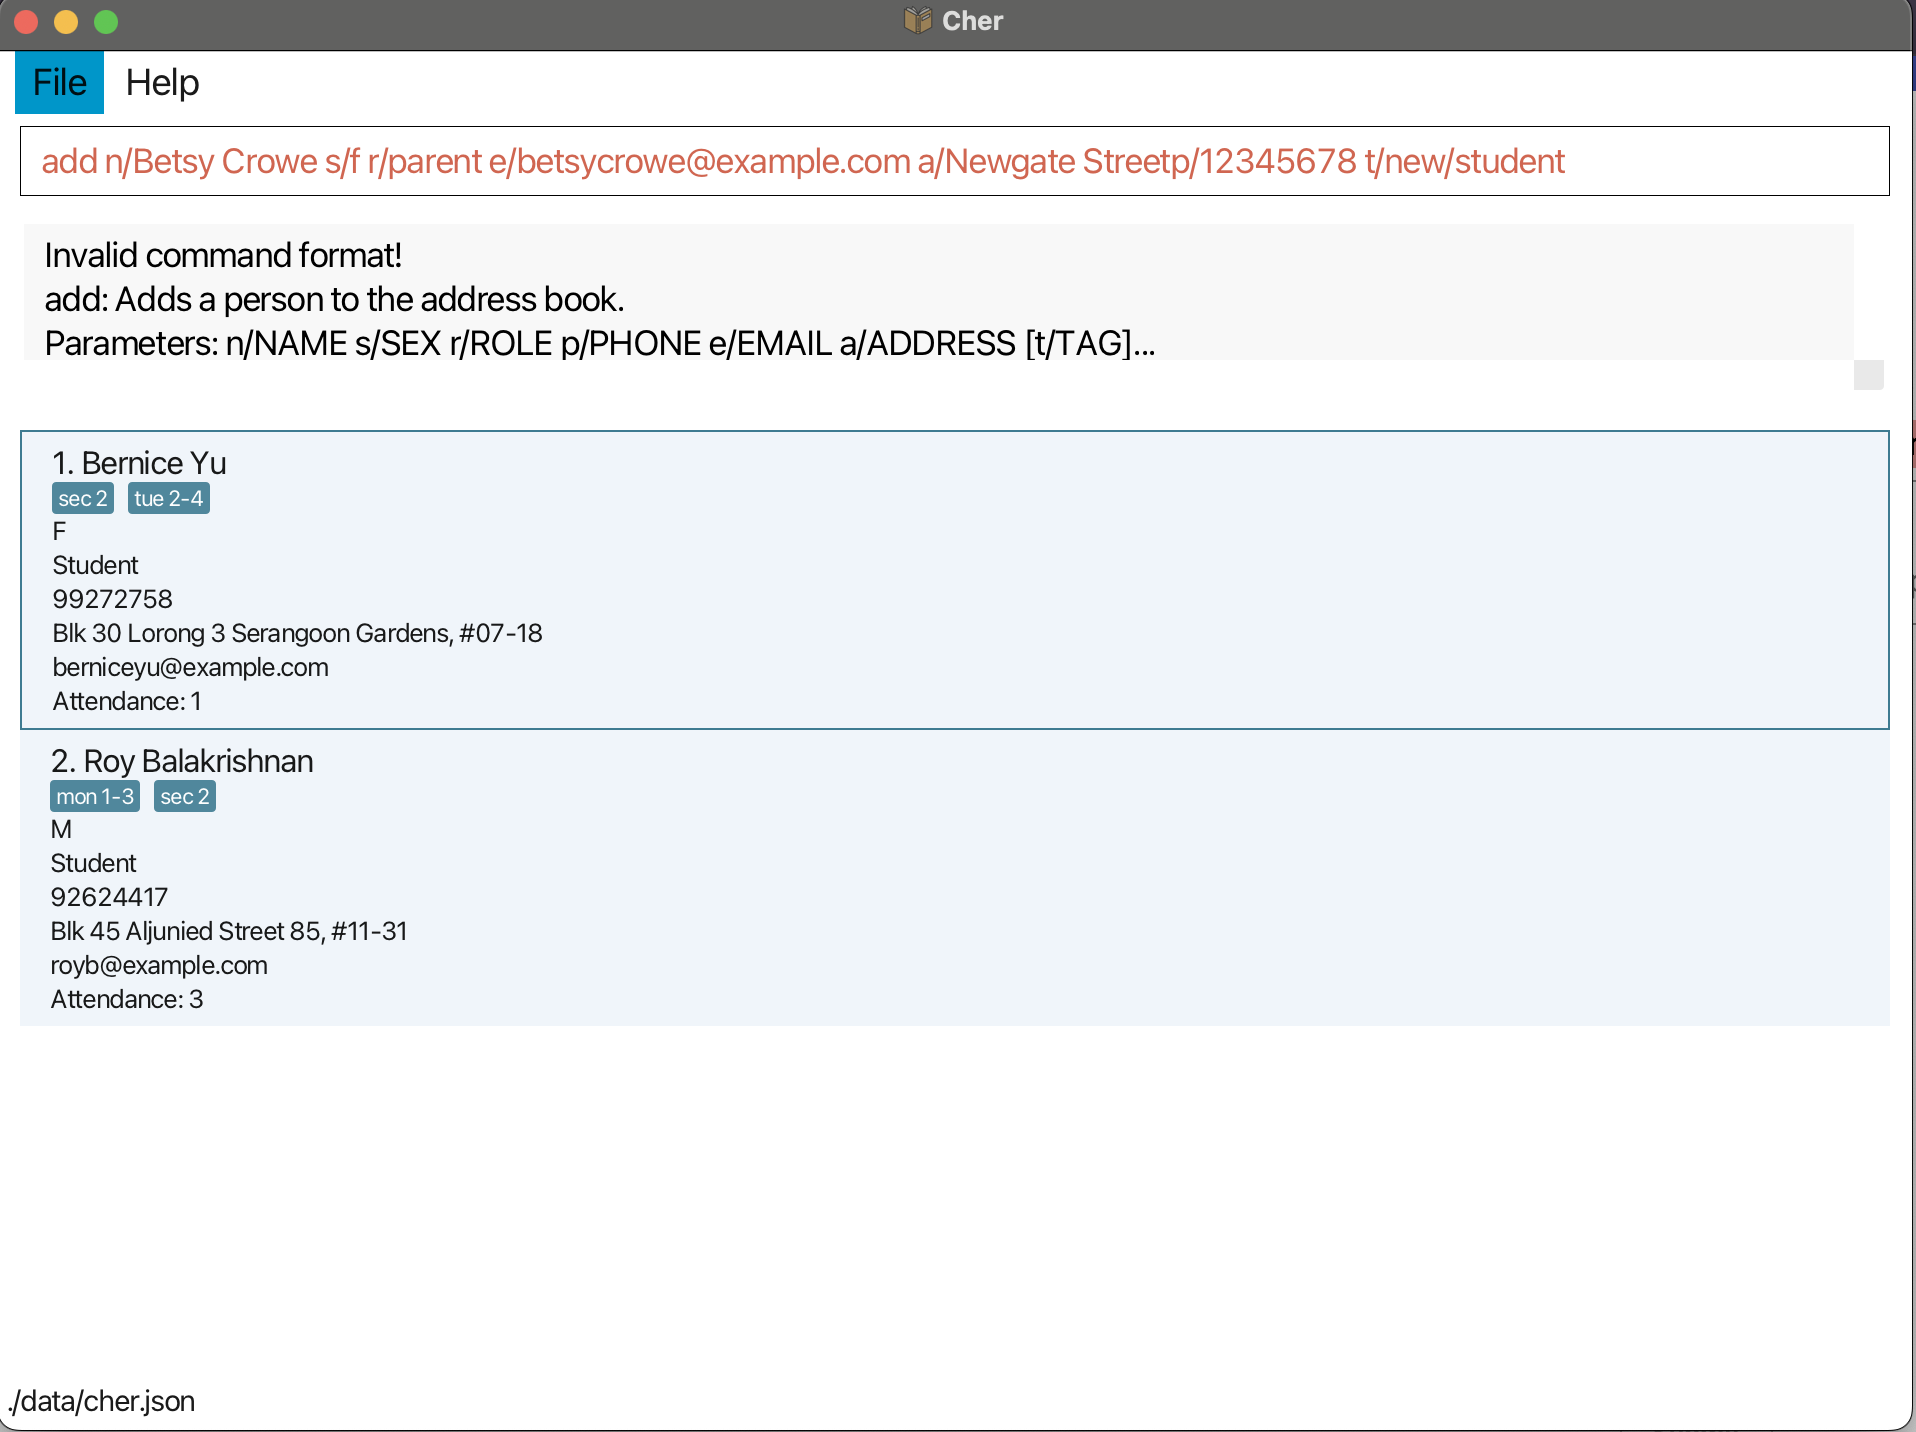 Cher
File Help
add n/Betsy Crowe s/f r/parent e/betsycrowe@example.com a/Newgate Streetp/12345678 t/new/student
Invalid command format!
add: Adds a person to the address book.
Parameters: n/NAME s/SEX r/ROLE p/PHONE e/EMAIL a/ADDRESS [t/TAG]...
1. Bernice Yu
sec 2 tue 2-4
F
Student
99272758
Blk 30 Lorong 3 Serangoon Gardens, #07-18
berniceyu@example.com
Attendance: 1
2. Roy Balakrishnan
mon 1-3 sec 2
M
Student
92624417
Blk 45 Aljunied Street 85, #11-31
royb@example.com
Attendance: 3
./data/cher.json